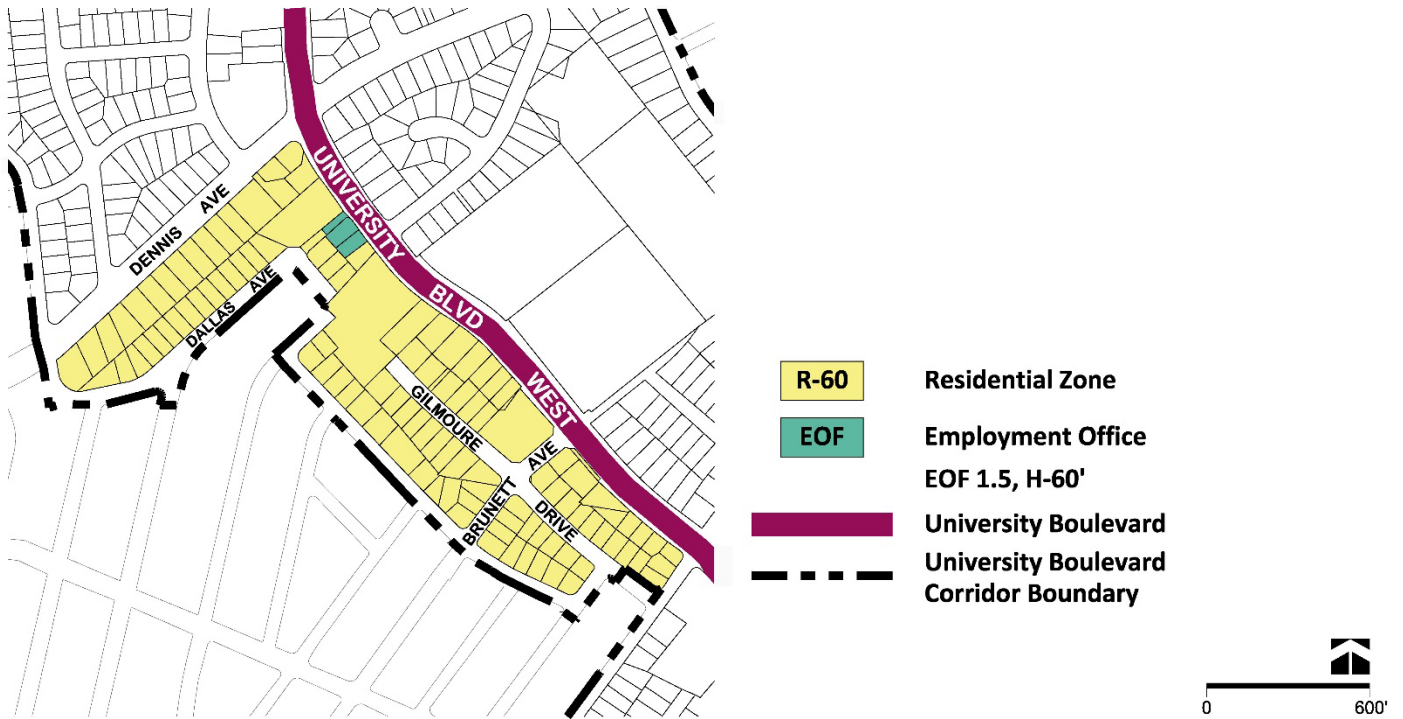 UNIVERSITY
BLVD
WEST
DENNIS AVE
DALLAS AVE
GILMOURE
DRIVE
BRUNETT AVE
R-60 Residential Zone
EOF Employment Office
EOF 1.5, H-60'
University Boulevard
University Boulevard
Corridor Boundary
0 600'